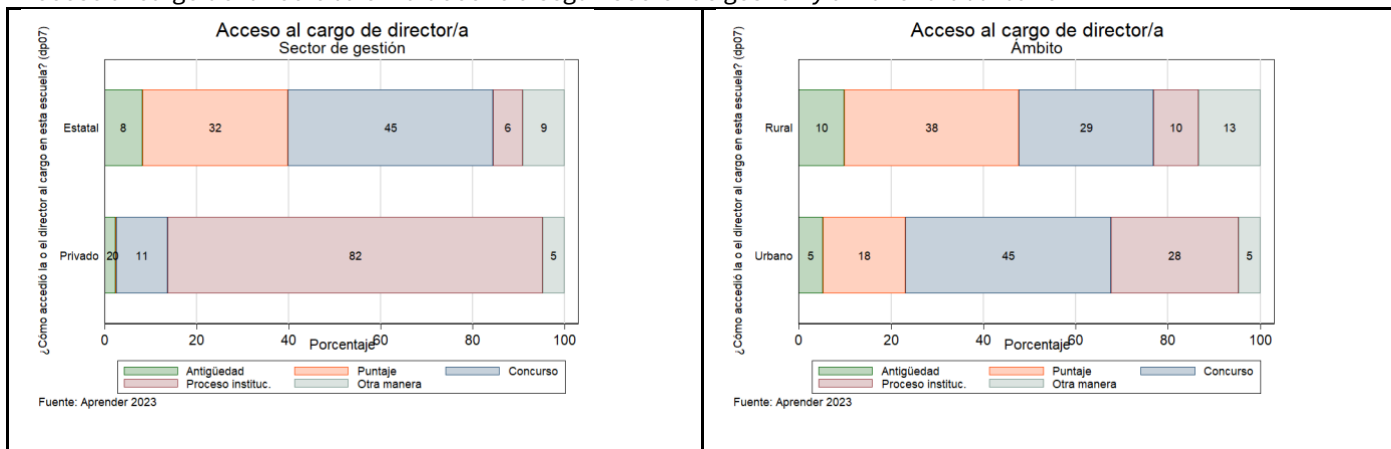 Acceso al cargo de director/a
Sector de gestión
¿Cómo accedió la o el director al cargo en esta escuela? (dp07)
Estatal 8 32 45 6 9
Privado 2 0 11 82 5
0 20 40 60 80 100
Porcentaje
Antigüedad Puntaje Concurso
Proceso instituc. Otra manera
Fuente: Aprender 2023
Acceso al cargo de director/a
Ámbito
¿Cómo accedió la o el director al cargo en esta escuela? (dp07)
Rural 10 38 29 10 13
Urbano 5 18 45 28 5
0 20 40 60 80 100
Porcentaje
Antigüedad Puntaje Concurso
Proceso instituc. Otra manera
Fuente: Aprender 2023